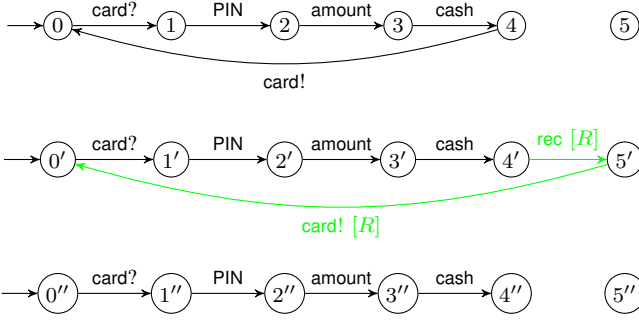 card? PIN amount cash
0 1 2 3 4 5
card!
card? PIN amount cash rec [R]
0′ 1′ 2′ 3′ 4′ 5′
card! [R]
card? PIN amount cash
0′′ 1′′ 2′′ 3′′ 4′′ 5′′